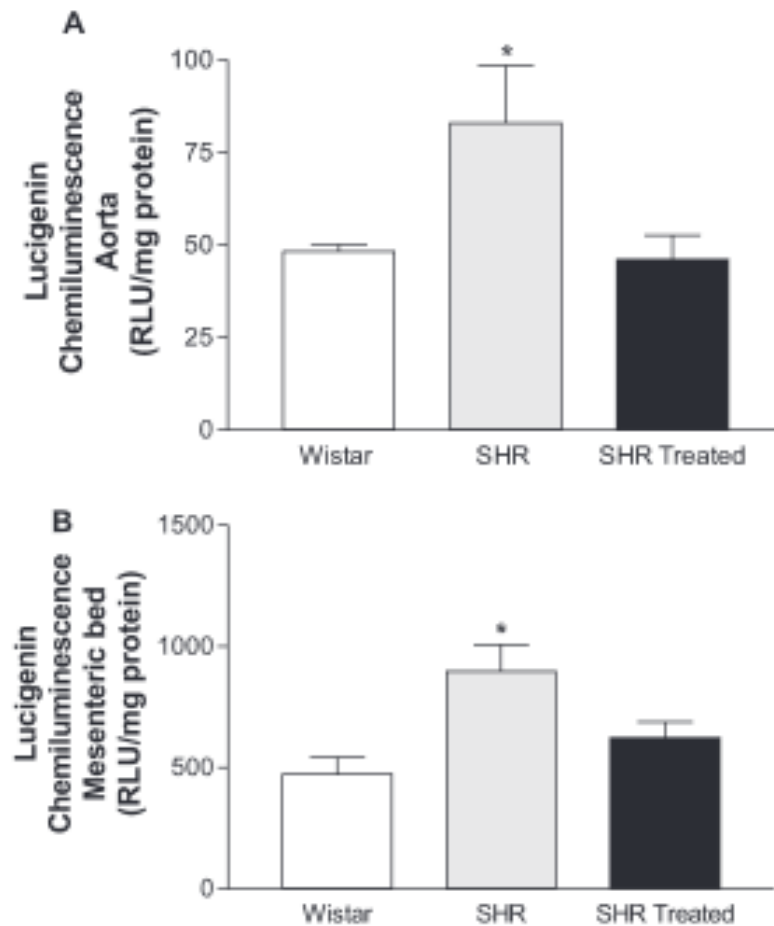 A
Lucigenin
Chemiluminescence
Aorta
(RLU/mg protein)
100
75
50
25
0
*
Wistar
SHR
SHR Treated
B
Lucigenin
Chemiluminescence
Mesenteric bed
(RLU/mg protein)
1500
1000
500
0
*
Wistar
SHR
SHR Treated